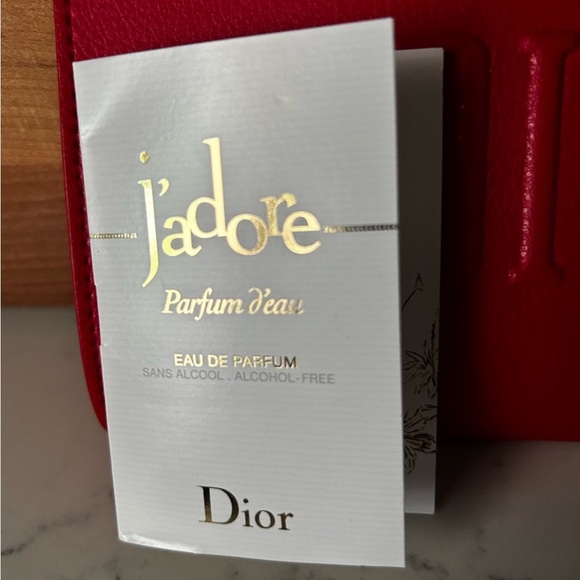 j'adore
Parfum d'eau
EAU DE PARFUM
SANS ALCOOL . ALCOHOL-FREE
Dior